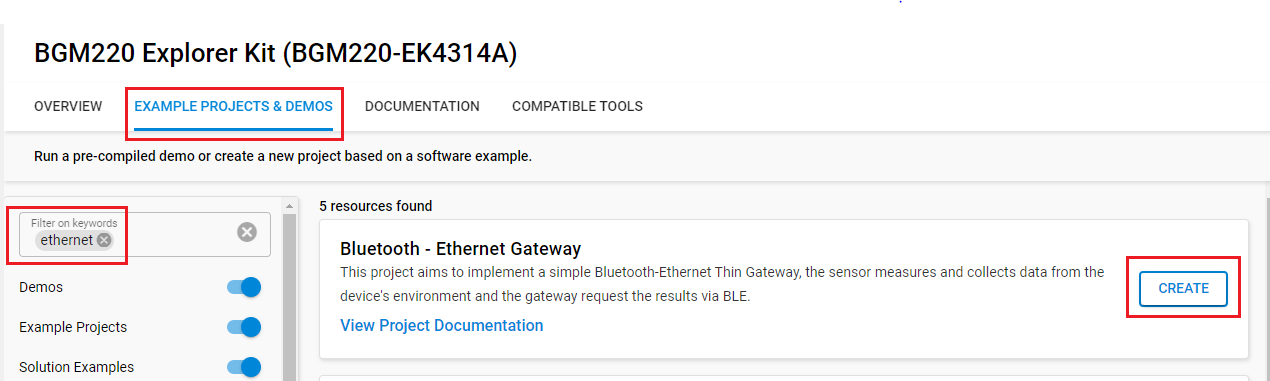 BGM220 Explorer Kit (BGM220-EK4314A)
OVERVIEW EXAMPLE PROJECTS & DEMOS DOCUMENTATION COMPATIBLE TOOLS
Run a pre-compiled demo or create a new project based on a software example.
Filter on keywords
ethernet
Demos
Example Projects
Solution Examples
5 resources found
Bluetooth - Ethernet Gateway
This project aims to implement a simple Bluetooth-Ethernet Thin Gateway, the sensor measures and collects data from the
device's environment and the gateway request the results via BLE.
View Project Documentation
CREATE